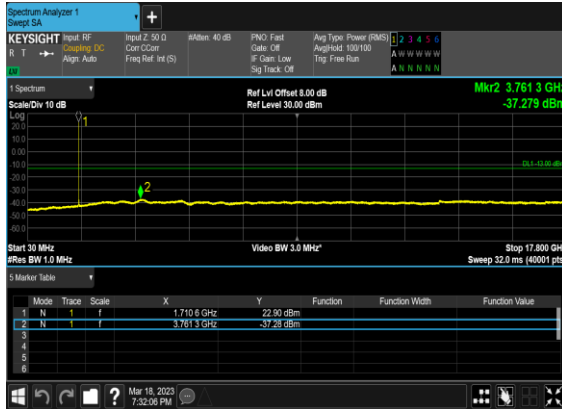 Spectrum Analyzer 1
Swept SA
+
KEYSIGHT
R T
LU
Input: RF
Coupling: DC
Align: Auto
Input Z: 50 Ω
Corr CCorr
Freq Ref: Int (S)
#Atten: 40 dB
PNO: Fast
Gate: Off
IF Gain: Low
Sig Track: Off
Avg Type: Power (RMS)
Avg|Hold: 100/100
Trig: Free Run
1 2 3 4 5 6
A W W W W W
A N N N N N
1 Spectrum
Scale/Div 10 dB
Ref Lvl Offset 8.00 dB
Ref Level 30.00 dBm
Mkr2 3.761 3 GHz
-37.279 dBm
Log
1
20.0
10.0
0.00
-10.0
DL1 -13.00 dBm
-20.0
-30.0
2
-40.0
-50.0
-60.0
Start 30 MHz
#Res BW 1.0 MHz
Video BW 3.0 MHz*
Stop 17.800 GHz
Sweep 32.0 ms (40001 pts)
5 Marker Table
Mode Trace Scale X Y Function Function Width Function Value
1 N 1 f 1.710 6 GHz 22.90 dBm
2 N 1 f 3.761 3 GHz -37.28 dBm
3
4
5
6
?
Mar 18, 2023
7:32:06 PM